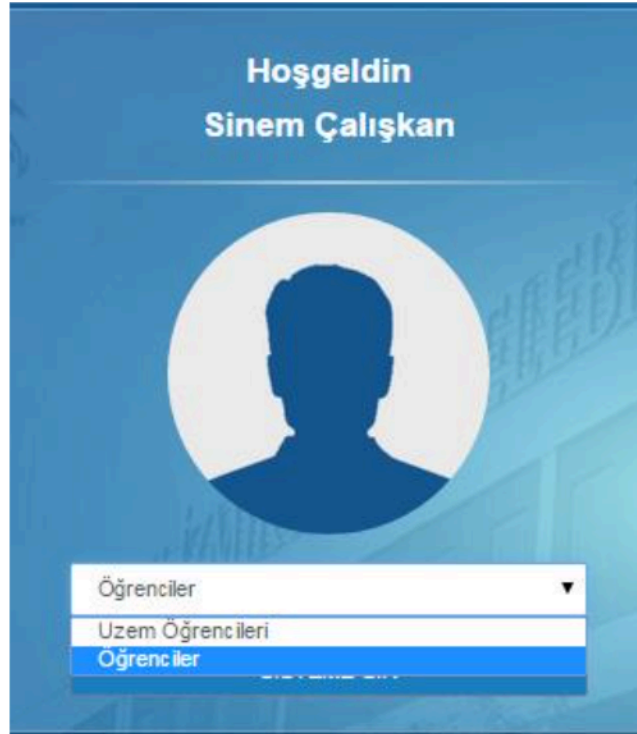 Hoşgeldin
Sinem Çalışkan
Öğrenciler
Uzem Öğrencileri
Öğrenciler